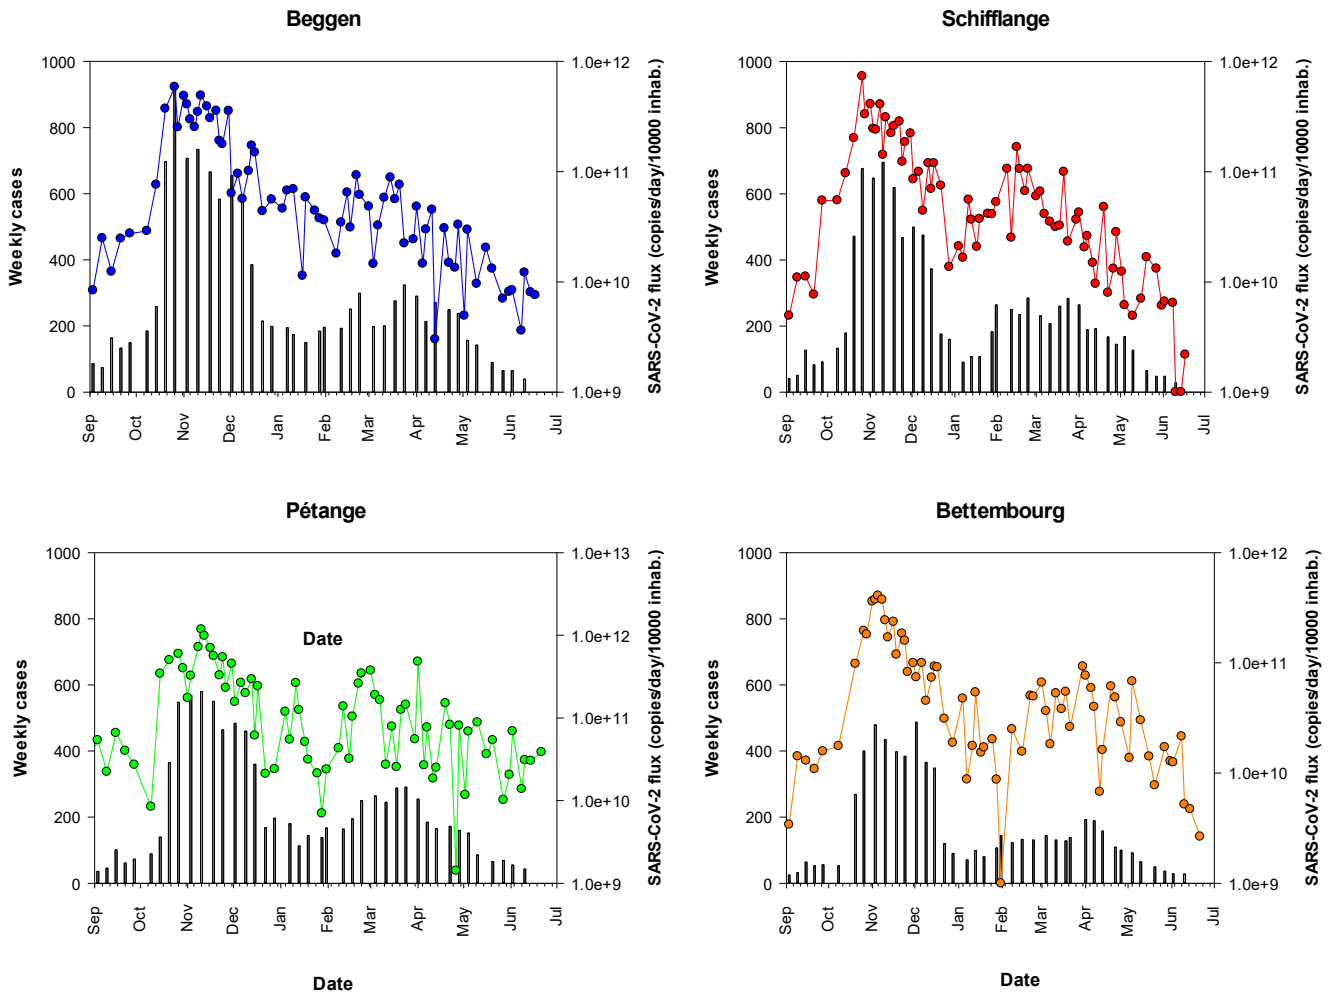 Beggen
Weekly cases
1000
800
600
400
200
0
1.0e+12
1.0e+11
1.0e+10
1.0e+9
SARS-CoV-2 flux (copies/day/10000 inhab.)
Sep Oct Nov Dec Jan Feb Mar Apr May Jun Jul
Schifflange
Weekly cases
1000
800
600
400
200
0
1.0e+12
1.0e+11
1.0e+10
1.0e+9
SARS-CoV-2 flux (copies/day/10000 inhab.)
Sep Oct Nov Dec Jan Feb Mar Apr May Jun Jul
Pétange
Weekly cases
1000
800
600
400
200
0
Date
1.0e+13
1.0e+12
1.0e+11
1.0e+10
1.0e+9
SARS-CoV-2 flux (copies/day/10000 inhab.)
Sep Oct Nov Dec Jan Feb Mar Apr May Jun Jul
Date
Bettembourg
Weekly cases
1000
800
600
400
200
0
1.0e+12
1.0e+11
1.0e+10
1.0e+9
SARS-CoV-2 flux (copies/day/10000 inhab.)
Sep Oct Nov Dec Jan Feb Mar Apr May Jun Jul
Date